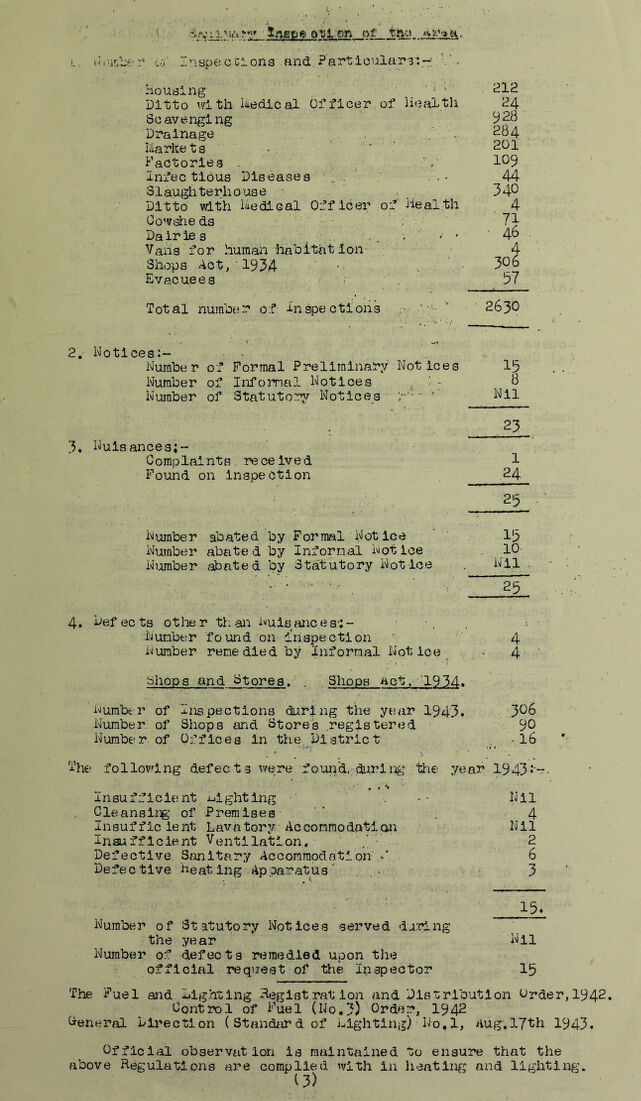 Sanitary Inspection of the Area.
1. Number of Inspections and Particulars:-
Housing 212
Ditto with Medical Officer of Health 24
Scavenging 928
Drainage 284
Markets 201
Factories 109
Infectious Diseases 44
Slaughterhouse 340
Ditto with Medical Officer of Health 4
Cowsheds 71
Dairies 46
Vans for human habitation 4
Shops Act, 1934 306
Evacuees 57
Total number of Inspections 2630
2. Notices:-
Number of Formal Preliminary Notices 15
Number of Informal Notices 8
Number of Statutory Notices Nil
23
3. Nuisances:-
Complaints received 1
Found on inspection 24
25
Number abated by Formal Notice 15
Number abated by Informal Notice 10
Number abated by Statutory Notice Nil
25
4. Defects other than Nuisances:-
Number found on inspection 4
Number remedied by Informal Notice 4
Shops and Stores. Shops Act, 1934.
Number of Inspections during the year 1943. 306
Number of Shops and Stores registered 90
Number of Offices in the District 16
The following defects were found, during the year 1943:-.
Insufficient Lighting Nil
Cleansing of Premises 4
Insufficient Lavatory Accommodation Nil
Insufficient Ventilation. 2
Defective Sanitary Accommodation 6
Defective Heating Apparatus 3
15.
Number of Statutory Notices served during
the year Nil
Number of defects remedied upon the
official request of the Inspector 15
The Fuel and Lighting Registration and Distribution Order, 1942.
Control of Fuel (No.3) Order, 1942
General Direction (Standard of Lighting) No.1, Aug.17th 1943.
Official observation is maintained to ensure that the
above Regulations are complied with in heating and lighting.
(3)